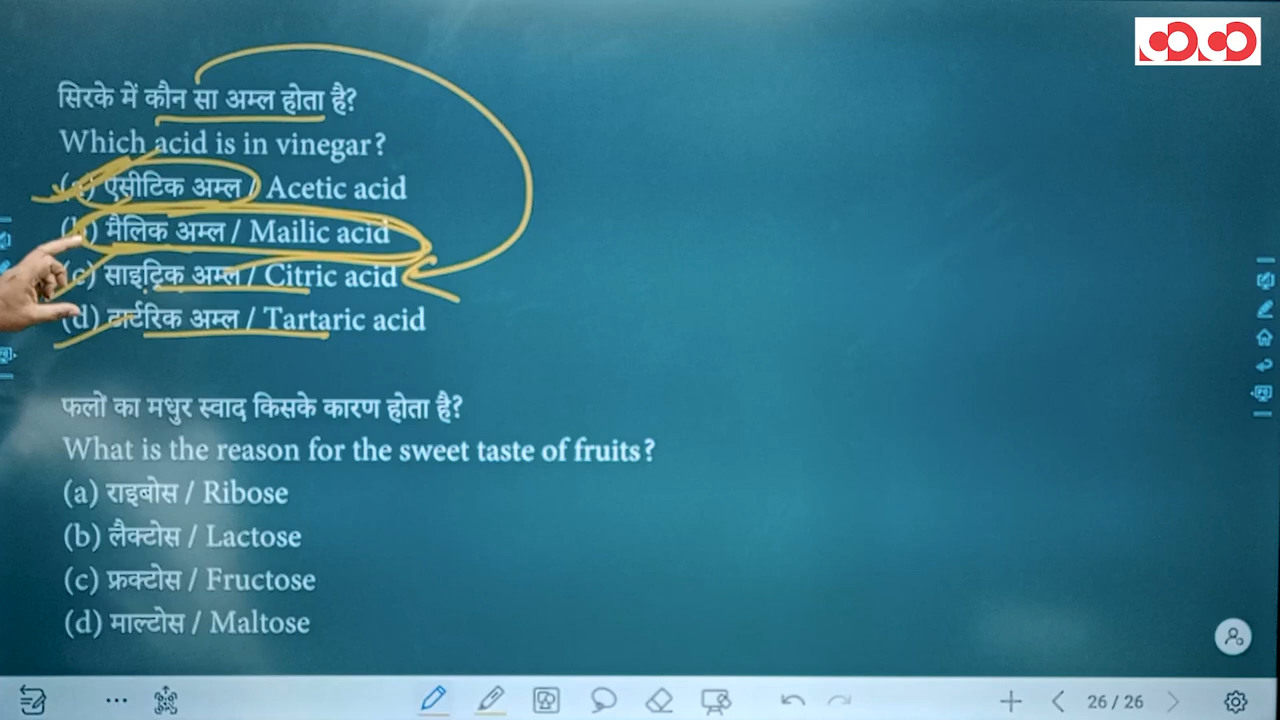 सिरके में कौन सा अम्ल होता है?
Which acid is in vinegar?
(a) ऐसीटिक अम्ल / Acetic acid
(b) मैलिक अम्ल / Mailic acid
(c) साइट्रिक अम्ल / Citric acid
(d) टार्टरिक अम्ल / Tartaric acid
फलों का मधुर स्वाद किसके कारण होता है?
What is the reason for the sweet taste of fruits?
(a) राइबोस / Ribose
(b) लैक्टोस / Lactose
(c) फ्रक्टोस / Fructose
(d) माल्टोस / Maltose
26 / 26